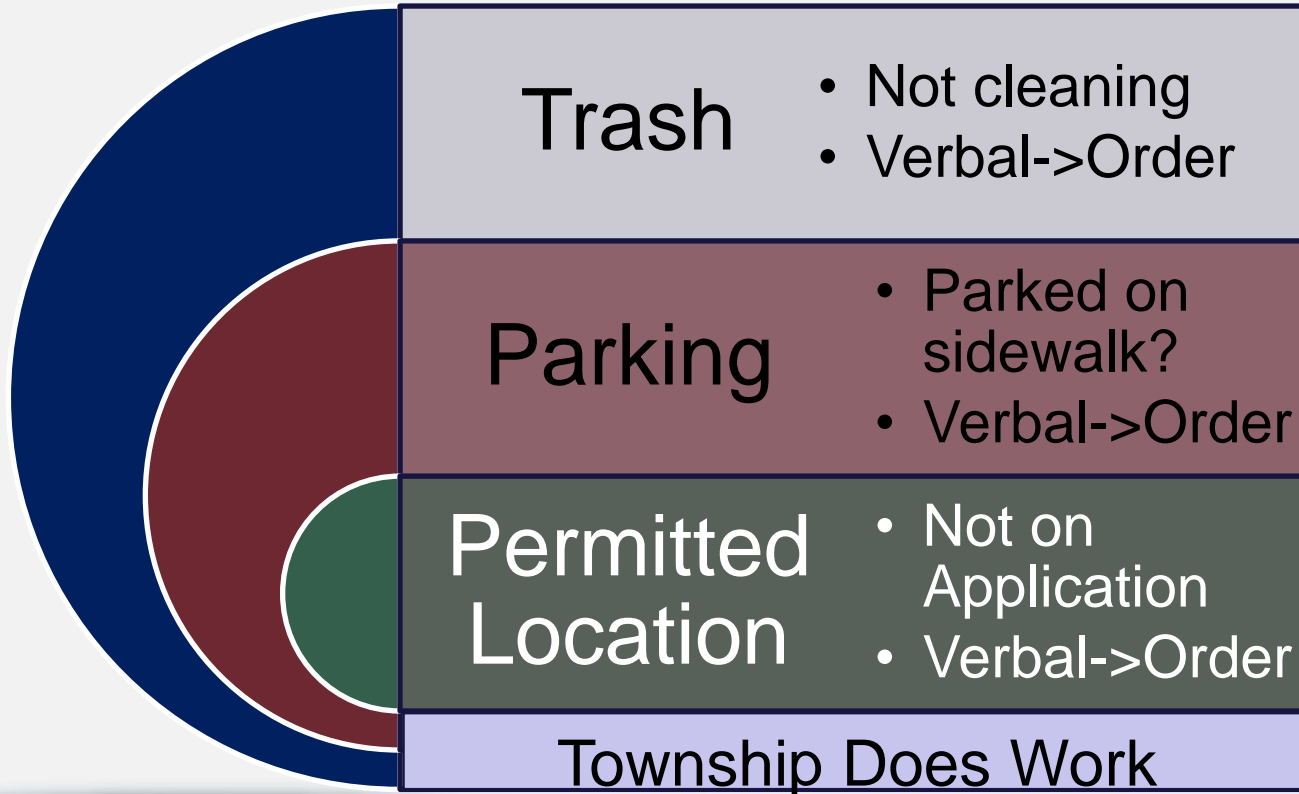 Trash
• Not cleaning
• Verbal->Order
Parking
• Parked on
sidewalk?
• Verbal->Order
Permitted
Location
• Not on
Application
• Verbal->Order
Township Does Work